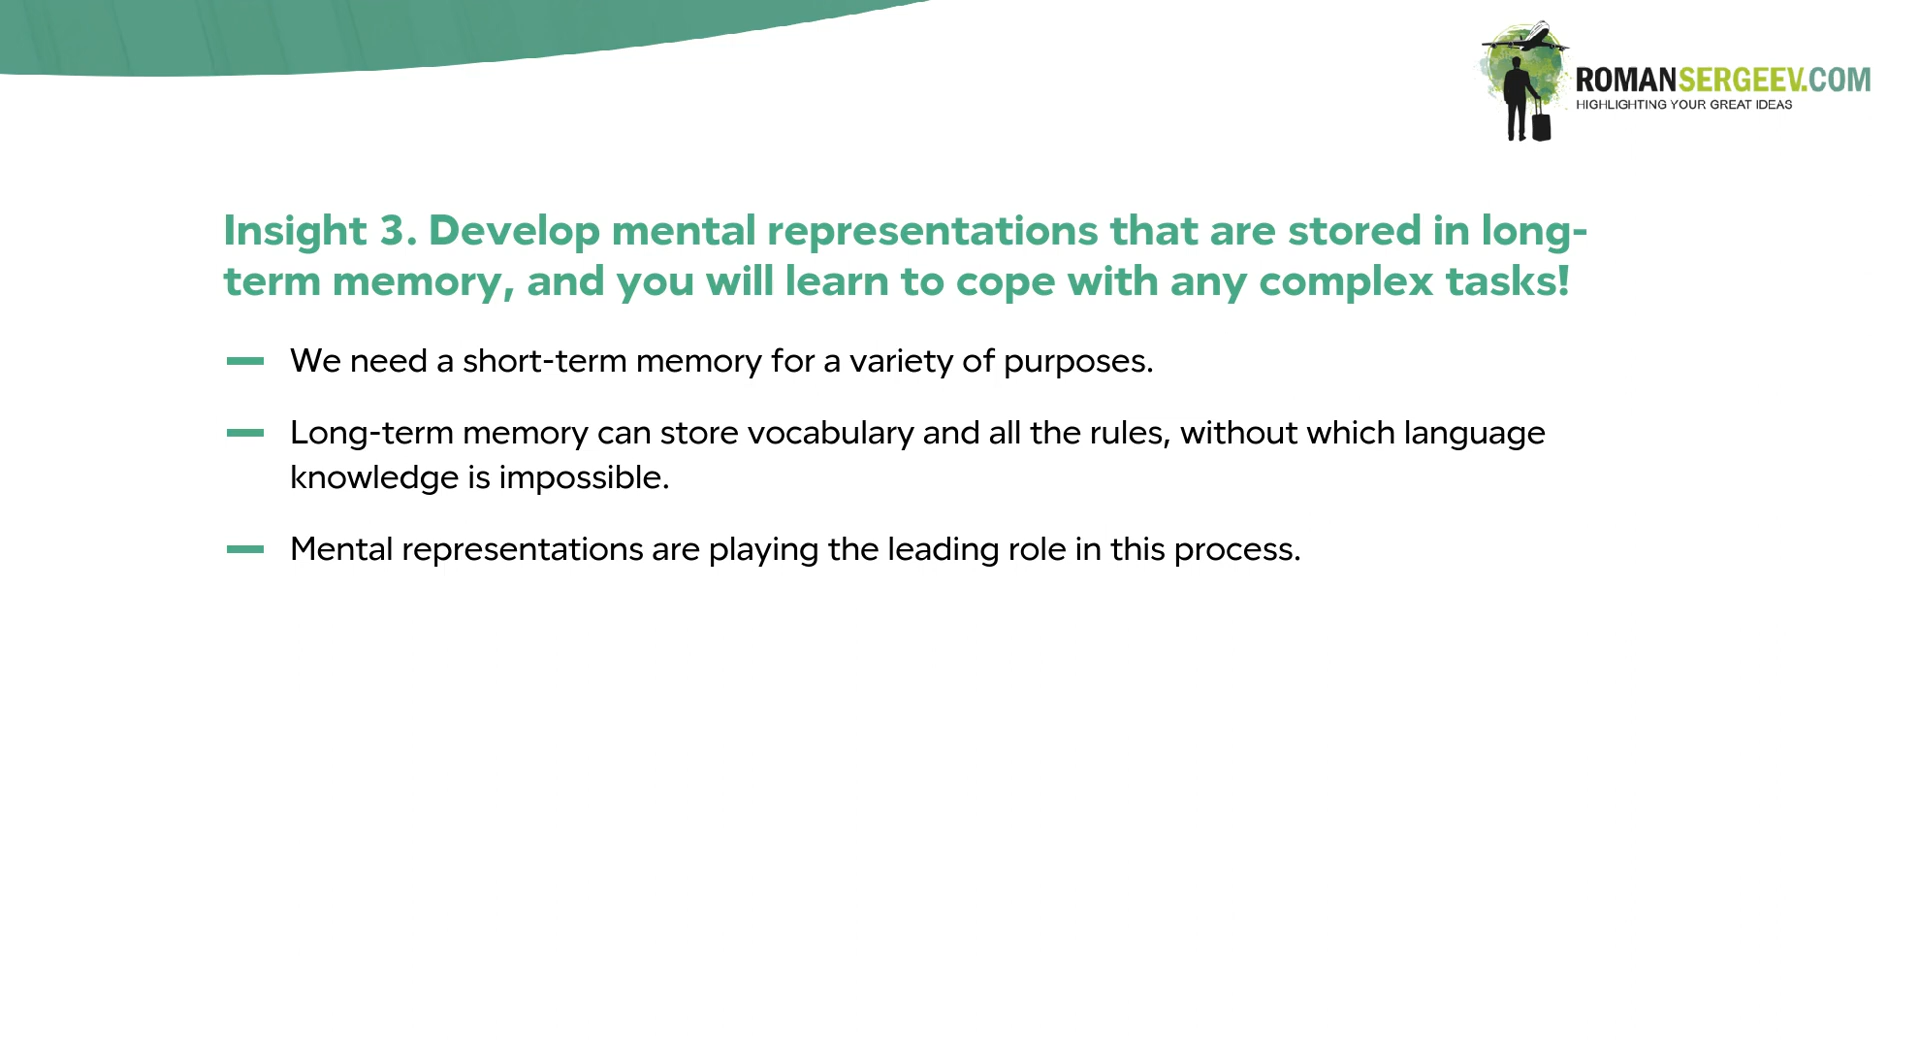 ROMANSERGEEV.COM
HIGHLIGHTING YOUR GREAT IDEAS
Insight 3. Develop mental representations that are stored in long-
term memory, and you will learn to cope with any complex tasks!
We need a short-term memory for a variety of purposes.
Long-term memory can store vocabulary and all the rules, without which language
knowledge is impossible.
Mental representations are playing the leading role in this process.